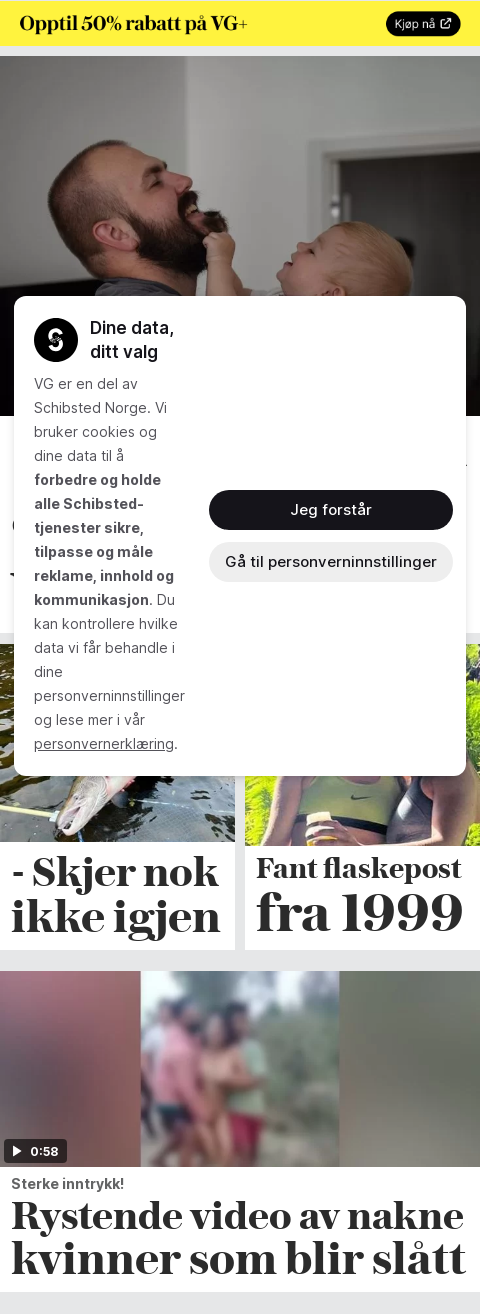 Opptil 50% rabatt på VG+
Kjøp nå
Dine data,
ditt valg
VG er en del av
Schibsted Norge. Vi
bruker cookies og
dine data til å
forbedre og holde
alle Schibsted-
tjenester sikre,
tilpasse og måle
reklame, innhold og
kommunikasjon. Du
kan kontrollere hvilke
data vi får behandle i
dine
personverninnstillinger
og lese mer i vår
personvernerklæring.
Jeg forstår
Gå til personverninnstillinger
- Skjer nok
ikke igjen
Fant flaskepost
fra 1999
0:58
Sterke inntrykk!
Rystende video av nakne
kvinner som blir slått